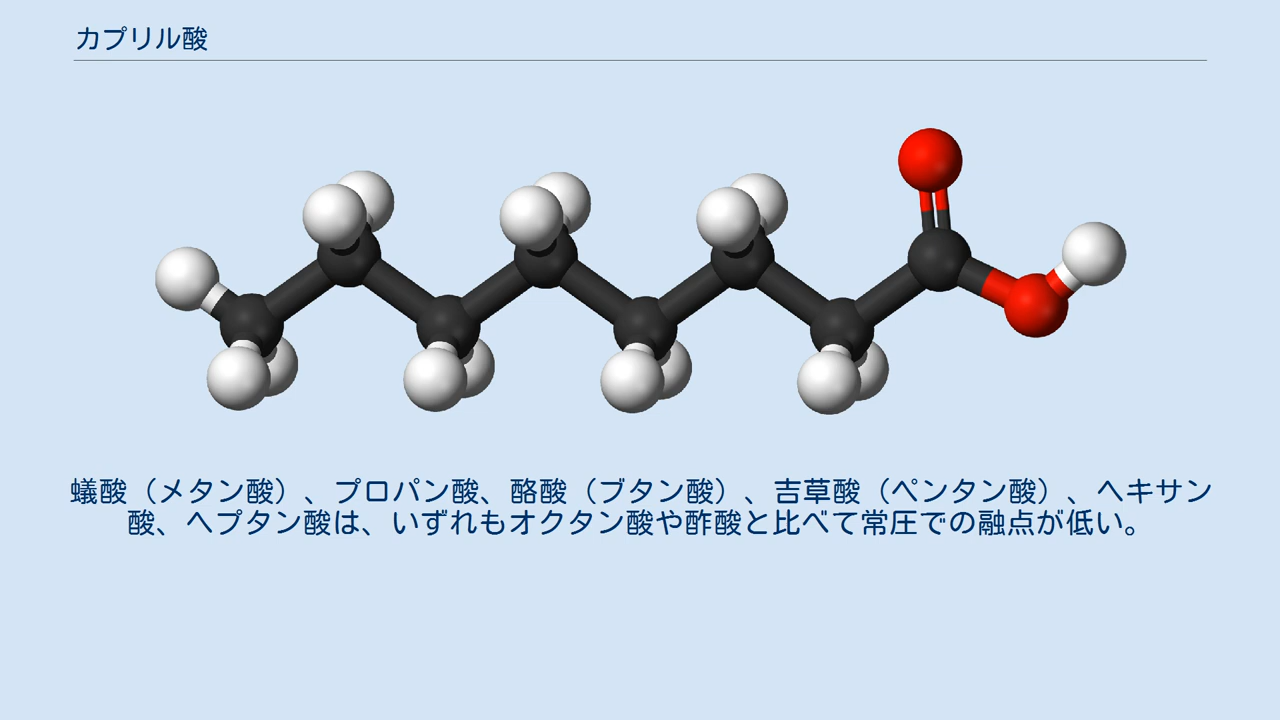 カプリル酸
蟻酸（メタン酸）、プロパン酸、酪酸（ブタン酸）、吉草酸（ペンタン酸）、ヘキサン
酸、ヘプタン酸は、いずれもオクタン酸や酢酸と比べて常圧での融点が低い。